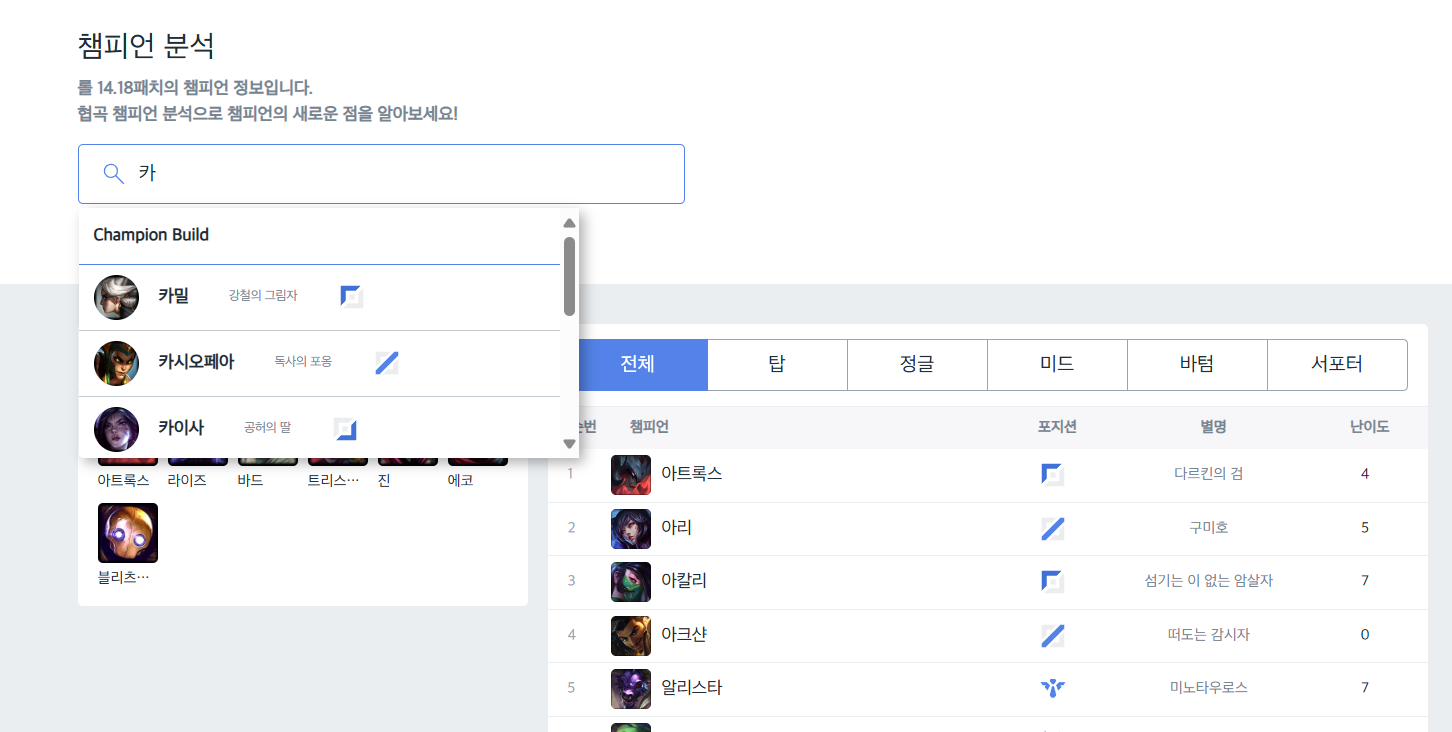 챔피언 분석
롤 14.18패치의 챔피언 정보입니다.
협곡 챔피언 분석으로 챔피언의 새로운 점을 알아보세요!
카
Champion Build
카밀 강철의 그림자
카시오페아 독사의 포옹
카이사 공허의 딸
아트록스 라이즈 바드 트리스… 진 에코
블리츠…
전체 탑 정글 미드 바텀 서포터
챔피언 포지션 별명 난이도
1 아트록스 다르킨의 검 4
2 아리 구미호 5
3 아칼리 섬기는 이 없는 암살자 7
4 아크샨 떠도는 감시자 0
5 알리스타 미노타우로스 7